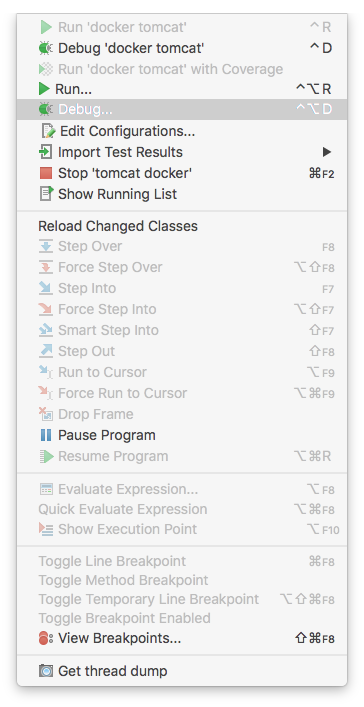 Run 'docker tomcat' ^ R
Debug 'docker tomcat' ^ D
Run 'docker tomcat' with Coverage
Run... ^⌥R
Debug... ^⌥D
Edit Configurations...
Import Test Results ▶
Stop 'tomcat docker' ⌘F2
Show Running List
Reload Changed Classes
Step Over F8
Force Step Over ⌥⇧F8
Step Into F7
Force Step Into ⌥⇧F7
Smart Step Into ⇧F7
Step Out ⇧F8
Run to Cursor ⌥F9
Force Run to Cursor ⌥⌘F9
Drop Frame
Pause Program
Resume Program ⌥⌘R
Evaluate Expression... ⌥F8
Quick Evaluate Expression ⌥⌘F8
Show Execution Point ⌥F10
Toggle Line Breakpoint ⌘F8
Toggle Method Breakpoint
Toggle Temporary Line Breakpoint ⌥⇧⌘F8
Toggle Breakpoint Enabled
View Breakpoints... ⇧⌘F8
Get thread dump